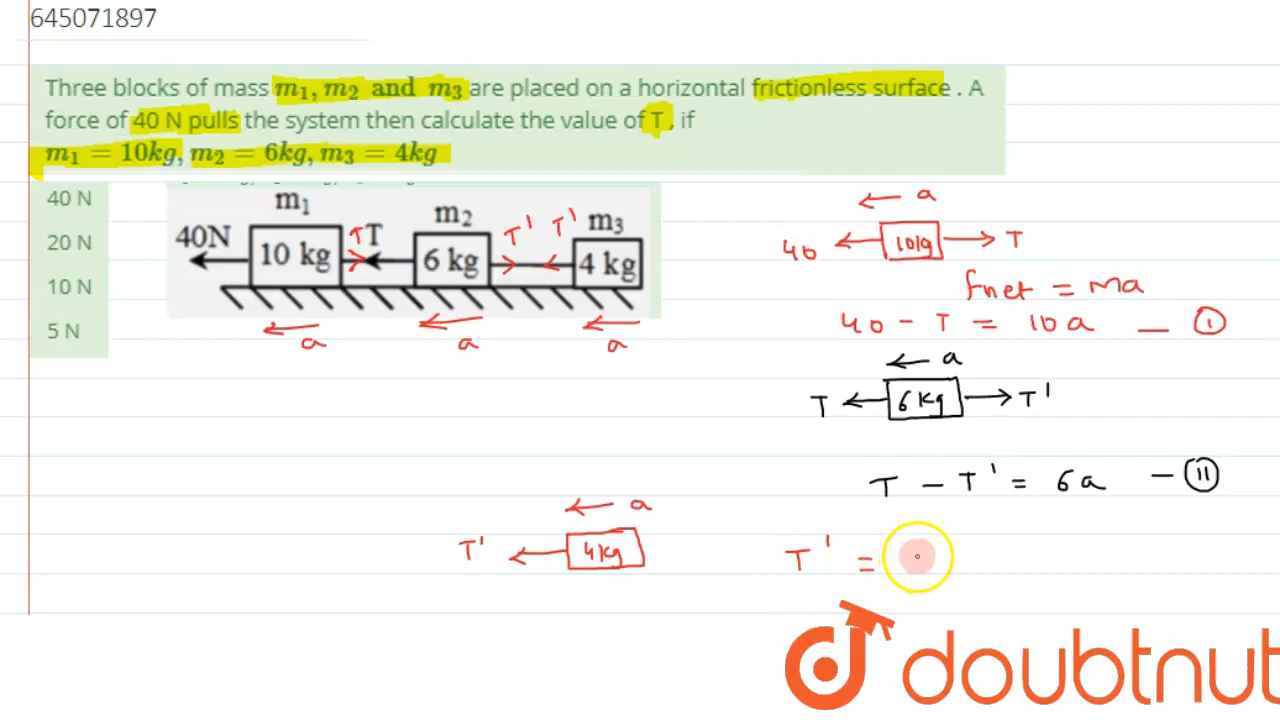 645071897
Three blocks of mass m₁, m₂ and m₃ are placed on a horizontal frictionless surface . A
force of 40 N pulls the system then calculate the value of T , if
m₁ = 10kg, m₂ = 6kg, m₃ = 4kg
40 N
20 N
10 N
5 N
m₁
m₂
m₃
40N
10 kg
T
T
6 kg
T'
T'
4 kg
a
a
a
a
40
10kg
T
Fnet = ma
40 - T = 10a — I
a
T
6kg
T'
T - T' = 6a — II
a
T'
4kg
T' =
doubtnut